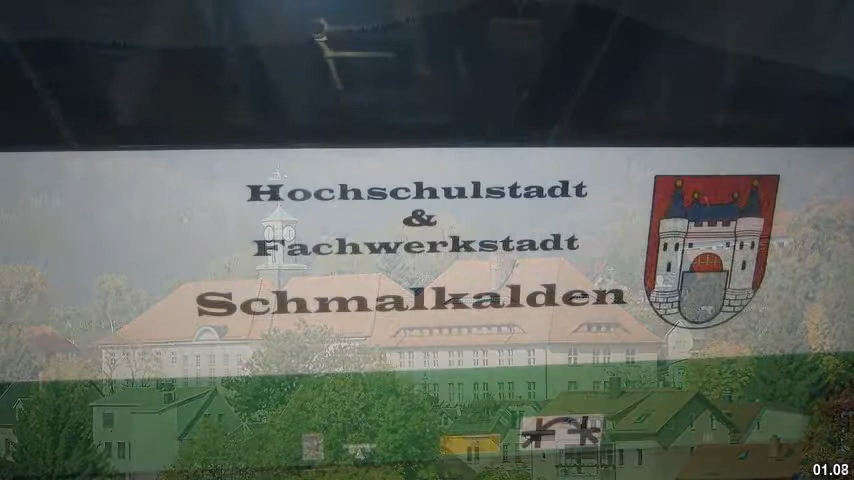 Hochschulstadt
&
Fachwerkstadt
Schmalkalden
01.08